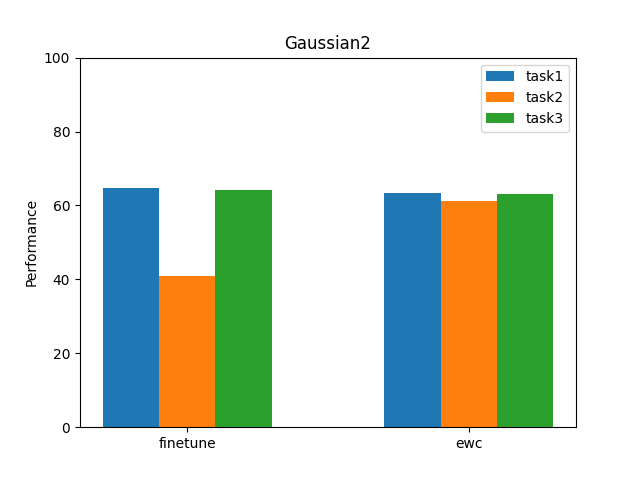 Gaussian2
100
80
60
40
20
0
Performance
task1
task2
task3
finetune
ewc